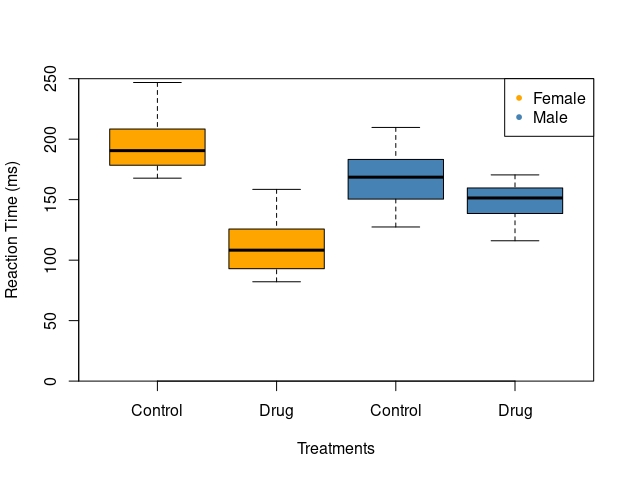 250
200
150
100
50
0
Reaction Time (ms)
Female
Male
Control
Drug
Control
Drug
Treatments